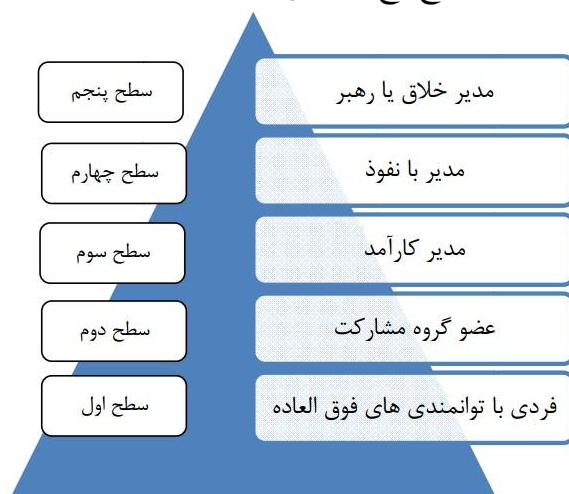 مدیر خلاق یا رهبر
سطح پنجم
مدیر با نفوذ
سطح چهارم
مدیر کارآمد
سطح سوم
عضو گروه مشارکت
سطح دوم
فردی با توانمندی های فوق العاده
سطح اول